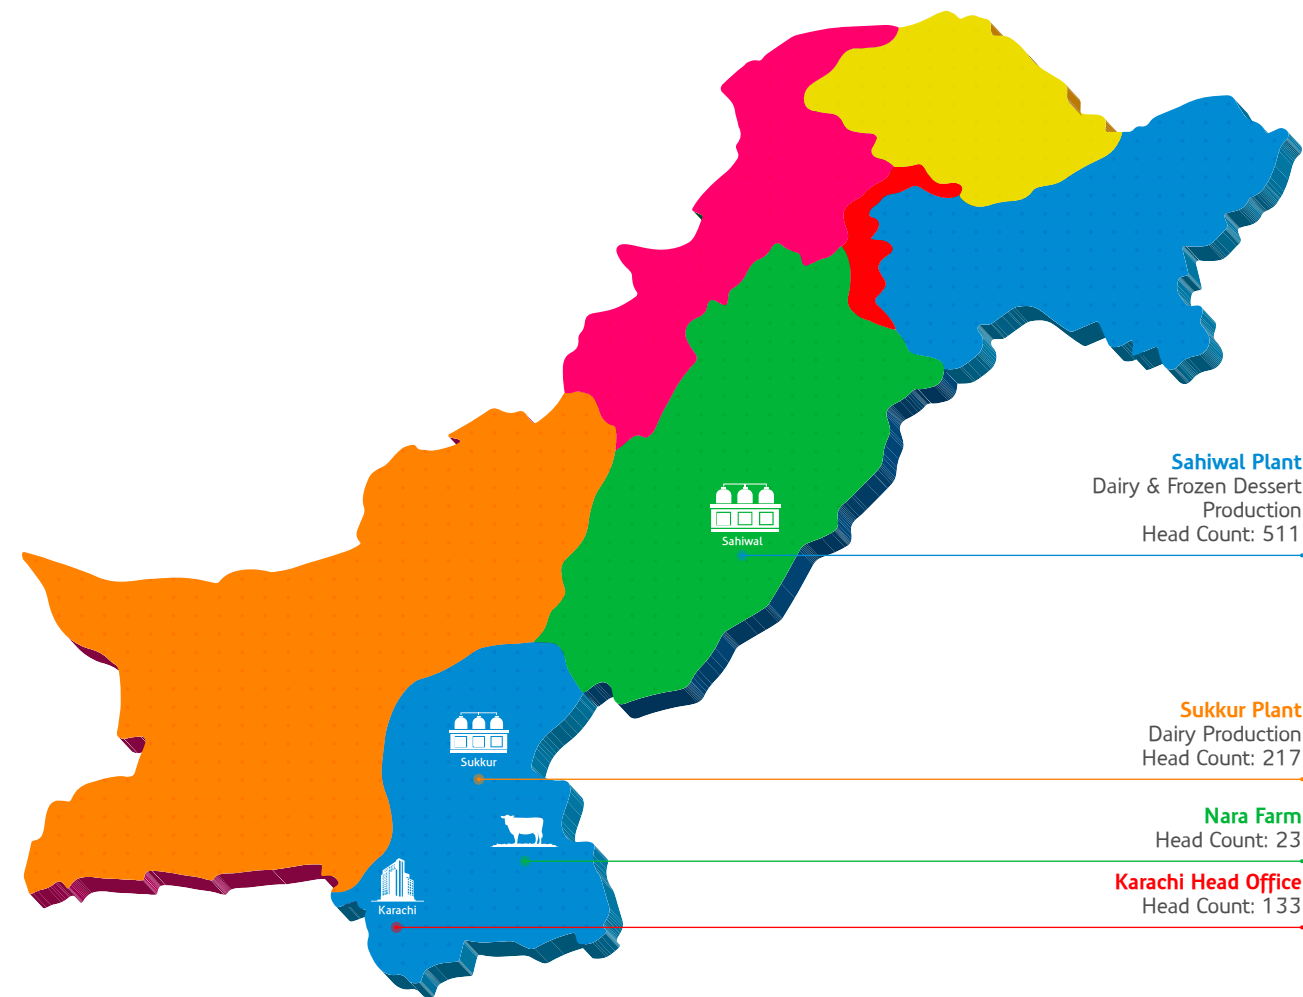 Sahiwal Plant
Dairy & Frozen Dessert
Production
Head Count: 511
Sahiwal
Sukkur Plant
Dairy Production
Head Count: 217
Sukkur
Nara Farm
Head Count: 23
Karachi Head Office
Head Count: 133
Karachi